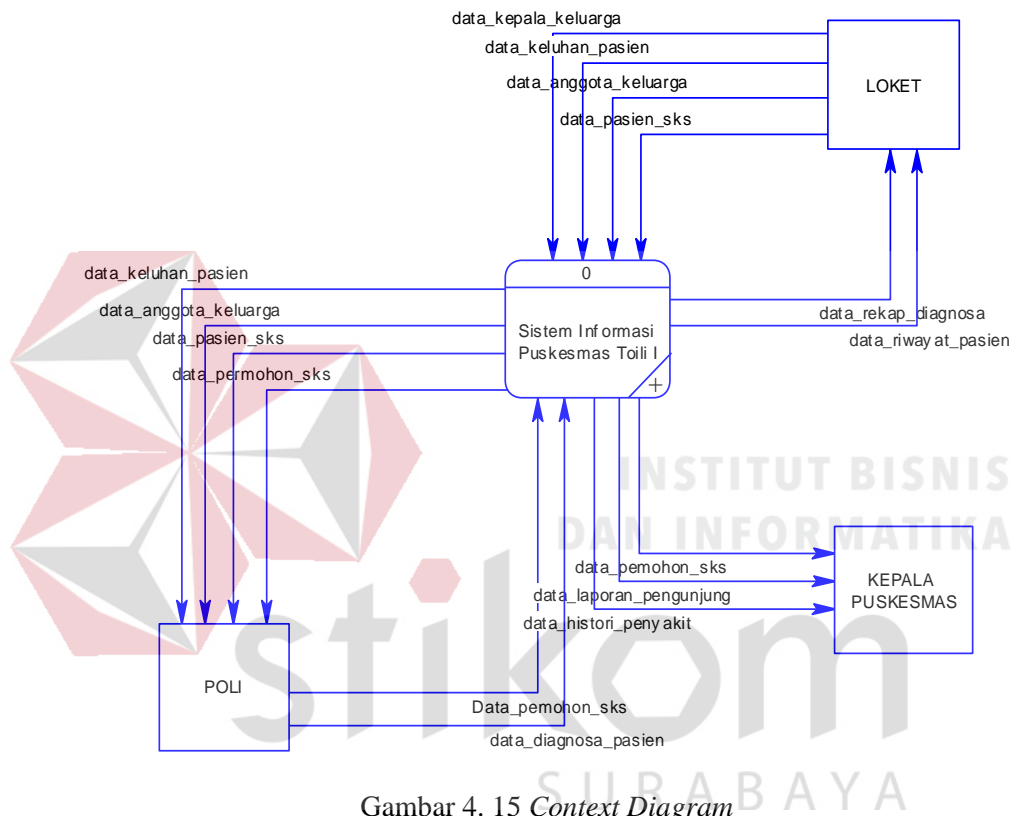 data_kepala_keluarga
data_keluhan_pasien
data_anggota_keluarga
data_pasien_sks
LOKET
0
Sistem Informasi
Puskesmas Toili I
+
data_keluhan_pasien
data_anggota_keluarga
data_pasien_sks
data_permohon_sks
data_rekap_diagnosa
data_riwayat_pasien
INSTITUT BISNIS
DAN INFORMATIKA
data_pemohon_sks
data_laporan_pengunjung
data_histori_penyakit
KEPALA
PUSKESMAS
stikom
POLI
Data_pemohon_sks
data_diagnosa_pasien
SURABAYA
Gambar 4. 15 Context Diagram